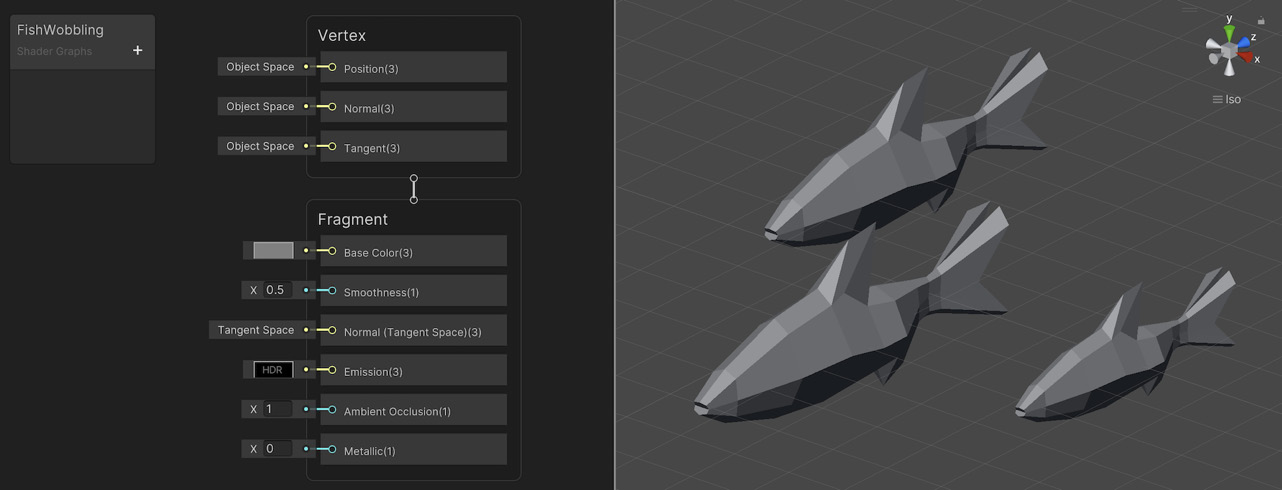 FishWobbling
Shader Graphs
+
Vertex
Object Space
Position(3)
Object Space
Normal(3)
Object Space
Tangent(3)
Fragment
Base Color(3)
X 0.5
Smoothness(1)
Tangent Space
Normal (Tangent Space)(3)
HDR
Emission(3)
X 1
Ambient Occlusion(1)
X 0
Metallic(1)
y
z
x
Iso